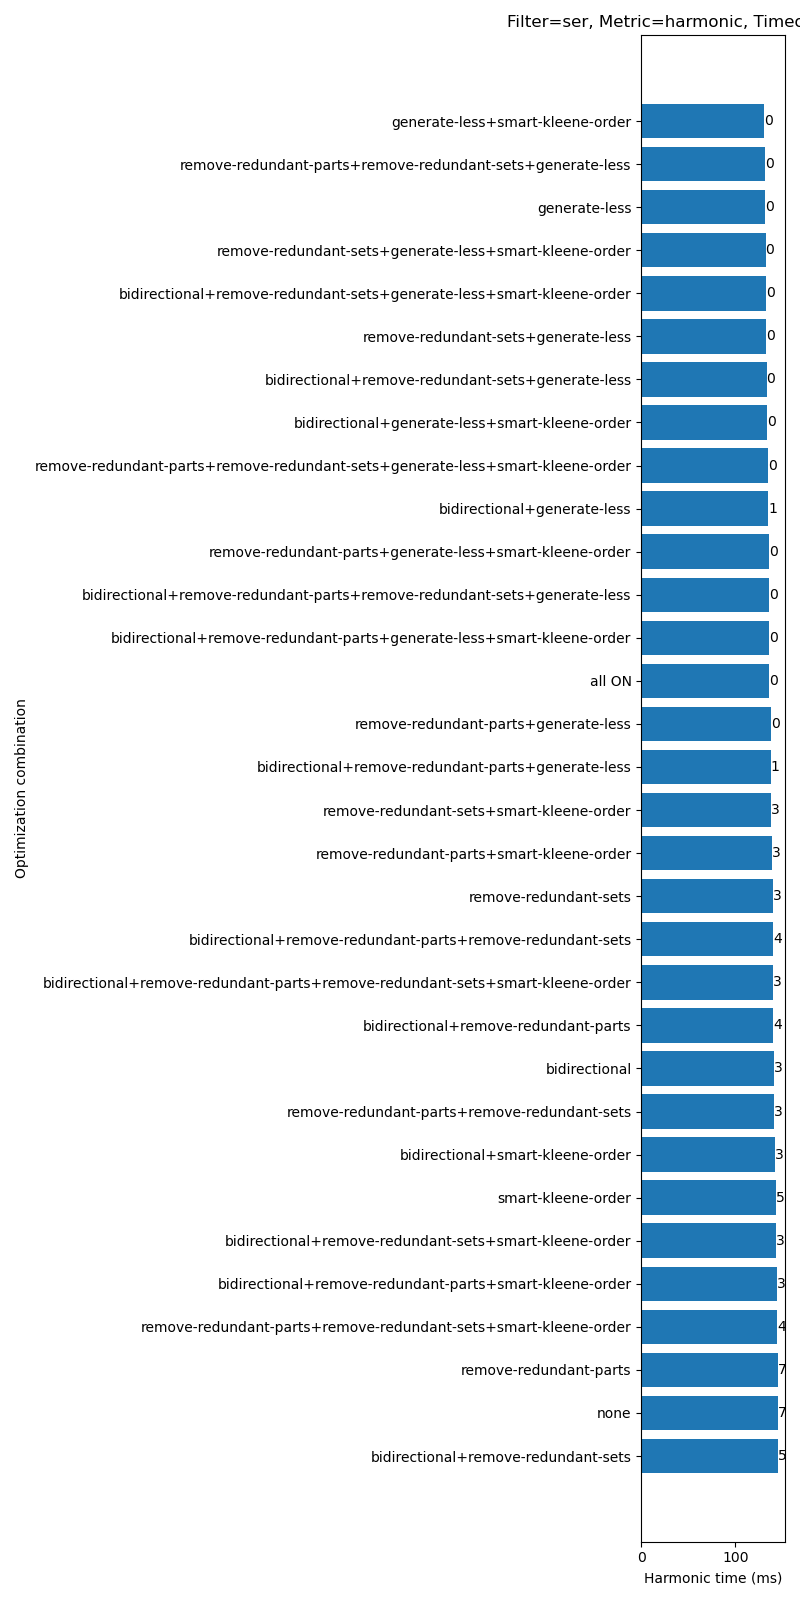 Filter=ser, Metric=harmonic, Timeo
generate-less+smart-kleene-order 0
remove-redundant-parts+remove-redundant-sets+generate-less 0
generate-less 0
remove-redundant-sets+generate-less+smart-kleene-order 0
bidirectional+remove-redundant-sets+generate-less+smart-kleene-order 0
remove-redundant-sets+generate-less 0
bidirectional+remove-redundant-sets+generate-less 0
bidirectional+generate-less+smart-kleene-order 0
remove-redundant-parts+remove-redundant-sets+generate-less+smart-kleene-order 0
bidirectional+generate-less 1
remove-redundant-parts+generate-less+smart-kleene-order 0
bidirectional+remove-redundant-parts+remove-redundant-sets+generate-less 0
bidirectional+remove-redundant-parts+generate-less+smart-kleene-order 0
all ON 0
remove-redundant-parts+generate-less 0
bidirectional+remove-redundant-parts+generate-less 1
remove-redundant-sets+smart-kleene-order 3
remove-redundant-parts+smart-kleene-order 3
remove-redundant-sets 3
bidirectional+remove-redundant-parts+remove-redundant-sets 4
bidirectional+remove-redundant-parts+remove-redundant-sets+smart-kleene-order 3
bidirectional+remove-redundant-parts 4
bidirectional 3
remove-redundant-parts+remove-redundant-sets 3
bidirectional+smart-kleene-order 3
smart-kleene-order 5
bidirectional+remove-redundant-sets+smart-kleene-order 3
bidirectional+remove-redundant-parts+smart-kleene-order 3
remove-redundant-parts+remove-redundant-sets+smart-kleene-order 4
remove-redundant-parts 7
none 7
bidirectional+remove-redundant-sets 5
Optimization combination
0 100
Harmonic time (ms)